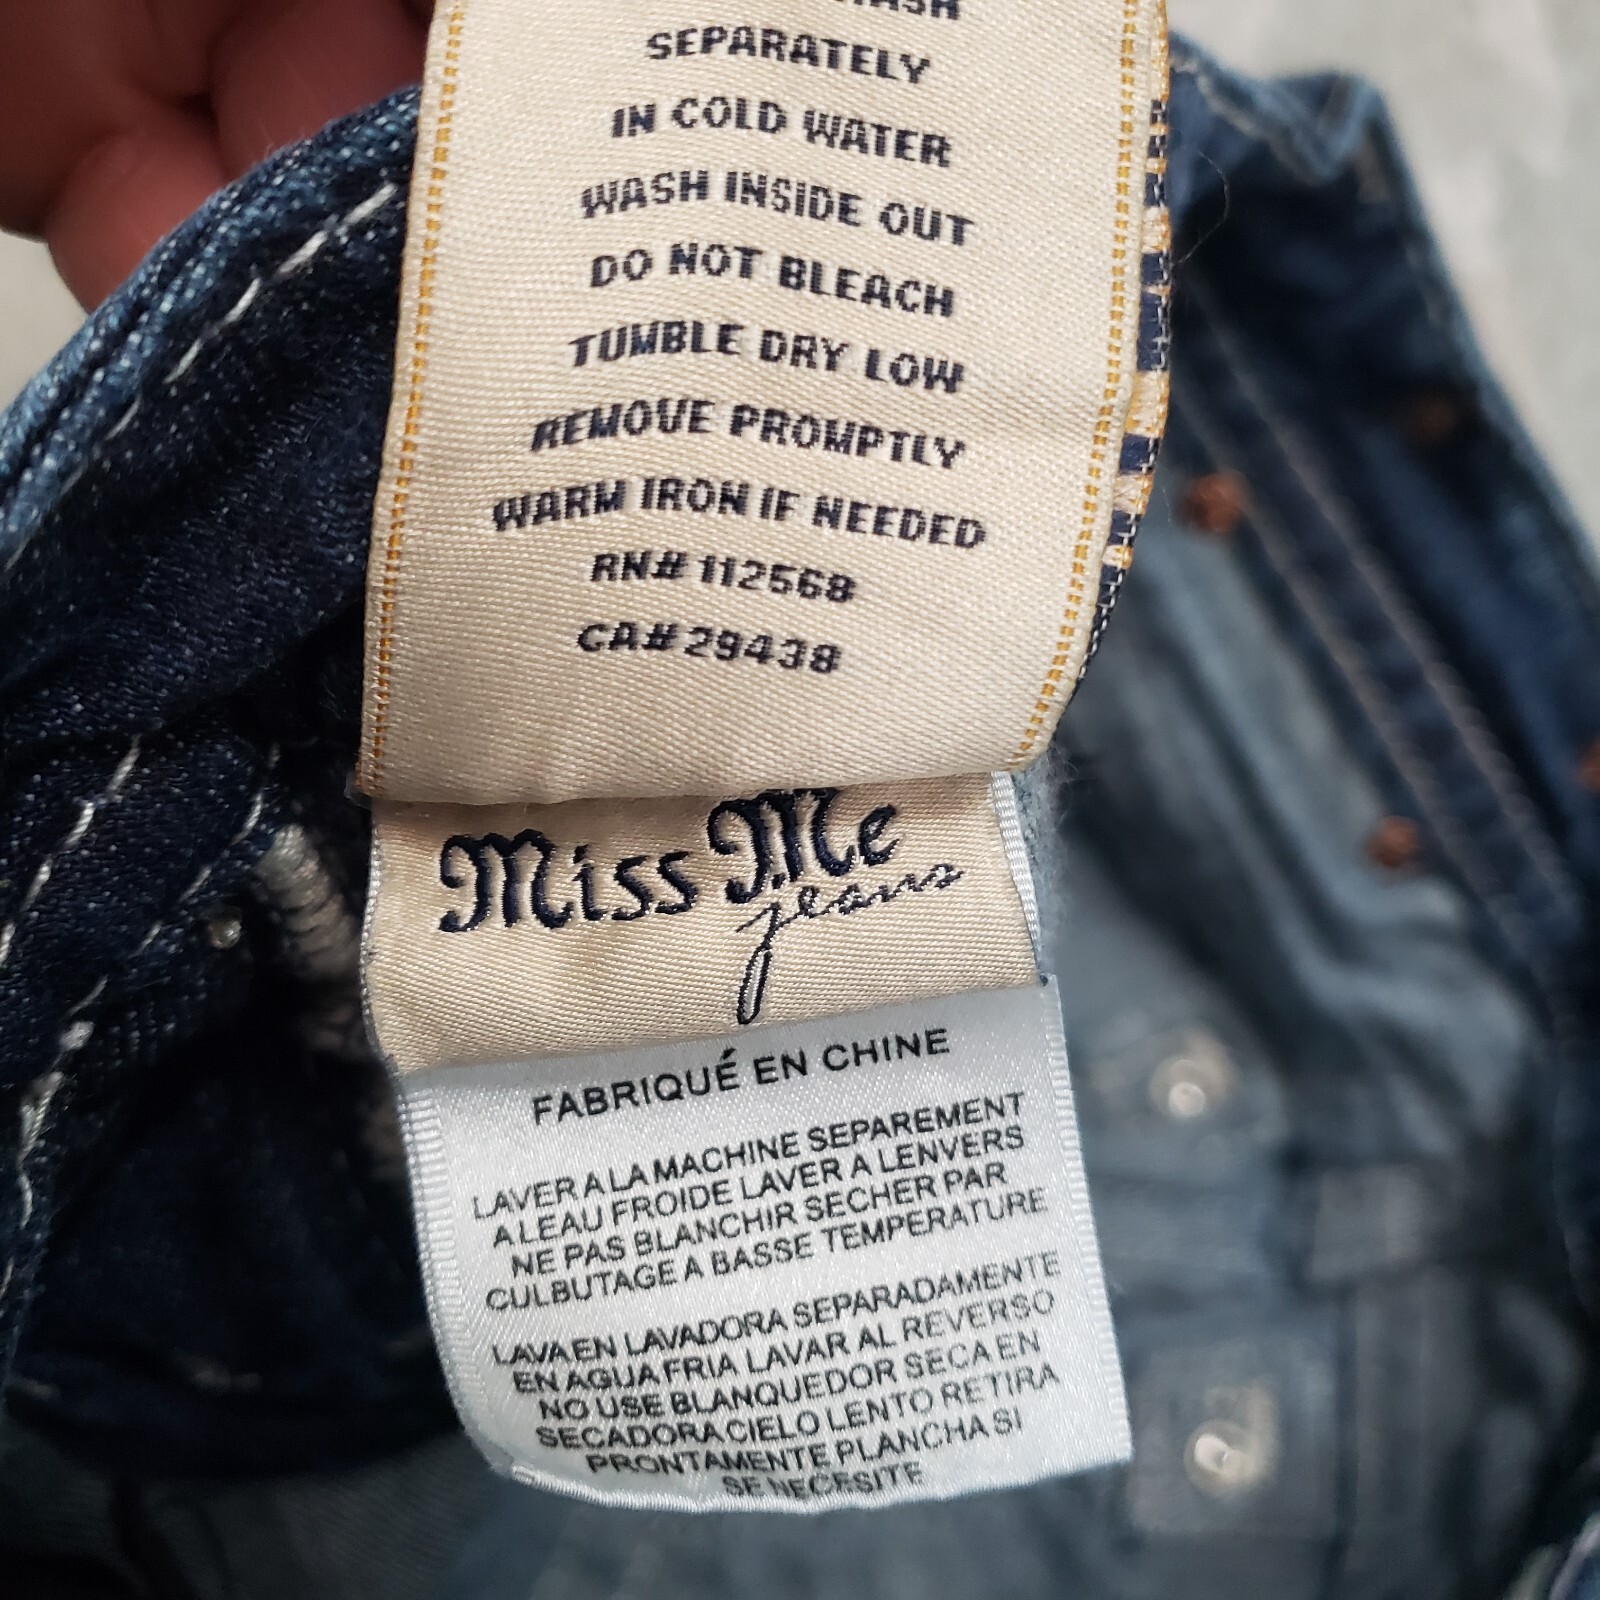 SEPARATELY
IN COLD WATER
WASH INSIDE OUT
DO NOT BLEACH
TUMBLE DRY LOW
REMOVE PROMPTLY
WARM IRON IF NEEDED
RN# 112568
CA# 29438
Miss Me
jeans
FABRIQUÉ EN CHINE
LAVER A LA MACHINE SEPAREMENT
A LEAU FROIDE LAVER A LENVERS
NE PAS BLANCHIR SECHER PAR
CULBUTAGE A BASSE TEMPERATURE
LAVA EN LAVADORA SEPARADAMENTE
EN AGUA FRIA LAVAR AL REVERSO
NO USE BLANQUEDOR SECA EN
SECADORA CIELO LENTO RETIRA
PRONTAMENTE PLANCHA SI
SE NECESITE